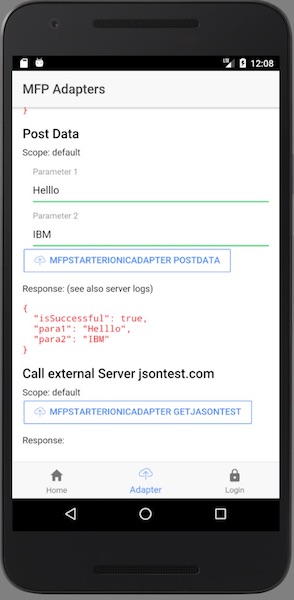 12:08
MFP Adapters
}
Post Data
Scope: default
Parameter 1
Helllo
Parameter 2
IBM
MFPSTARTERIONICADAPTER POSTDATA
Response: (see also server logs)
{
"isSuccessful": true,
"para1": "Helllo",
"para2": "IBM"
}
Call external Server jsontest.com
Scope: default
MFPSTARTERIONICADAPTER GETJASONTEST
Response:
Home Adapter Login